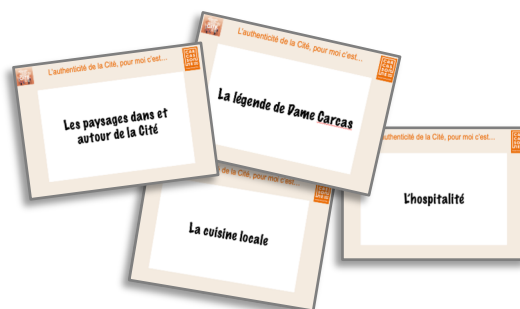 L'authenticité de la Cité, pour moi c'est...
Les paysages dans et
autour de la Cité
L'authenticité de la Cité, pour moi c'est...
La légende de Dame Carcas
de la Cité, pour moi c'est...
La cuisine locale
authenticité de la Cité, pour moi c'est...
L'hospitalité